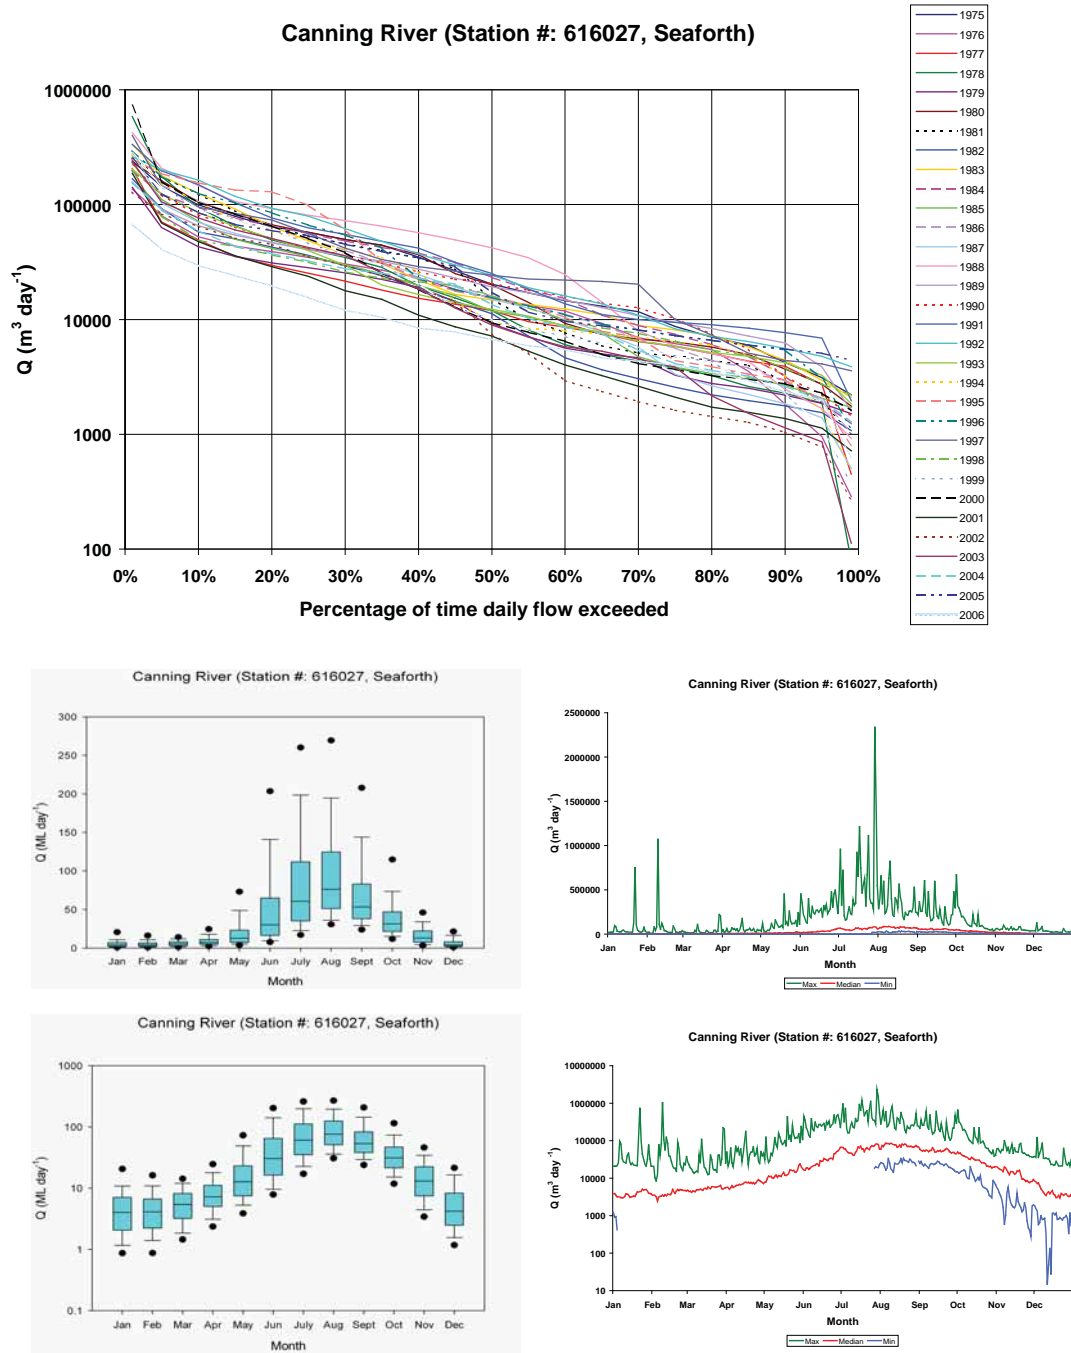 Canning River (Station #: 616027, Seaforth)
1000000
100000
10000
1000
100
Q (m³ day⁻¹)
0% 10% 20% 30% 40% 50% 60% 70% 80% 90% 100%
Percentage of time daily flow exceeded
1975
1976
1977
1978
1979
1980
1981
1982
1983
1984
1985
1986
1987
1988
1989
1990
1991
1992
1993
1994
1995
1996
1997
1998
1999
2000
2001
2002
2003
2004
2005
2006
Canning River (Station #: 616027, Seaforth)
300
250
200
150
100
50
0
Q (ML day⁻¹)
Jan Feb Mar Apr May Jun July Aug Sept Oct Nov Dec
Month
Canning River (Station #: 616027, Seaforth)
2500000
2000000
1500000
1000000
500000
0
Q (m³ day⁻¹)
Jan Feb Mar Apr May Jun Jul Aug Sep Oct Nov Dec
Month
Max Median Min
Canning River (Station #: 616027, Seaforth)
1000
100
10
1
0.1
Q (ML day⁻¹)
Jan Feb Mar Apr May Jun July Aug Sept Oct Nov Dec
Month
Canning River (Station #: 616027, Seaforth)
10000000
1000000
100000
10000
1000
100
10
Q (m³ day⁻¹)
Jan Feb Mar Apr May Jun Jul Aug Sep Oct Nov Dec
Month
Max Median Min